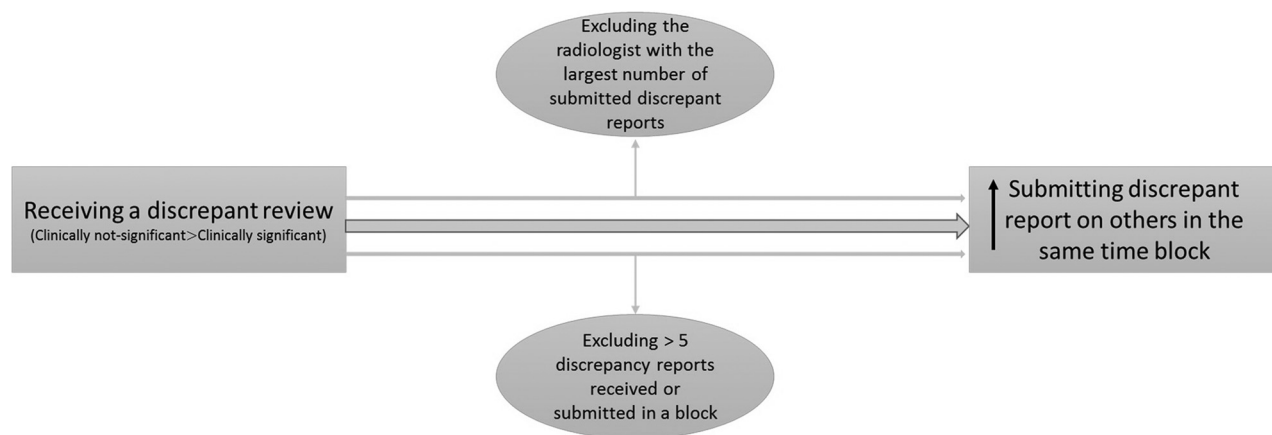 Excluding the
radiologist with the
largest number of
submitted discrepant
reports
Receiving a discrepant review
(Clinically not-significant>Clinically significant)
Submitting discrepant
report on others in the
same time block
Excluding > 5
discrepancy reports
received or
submitted in a block